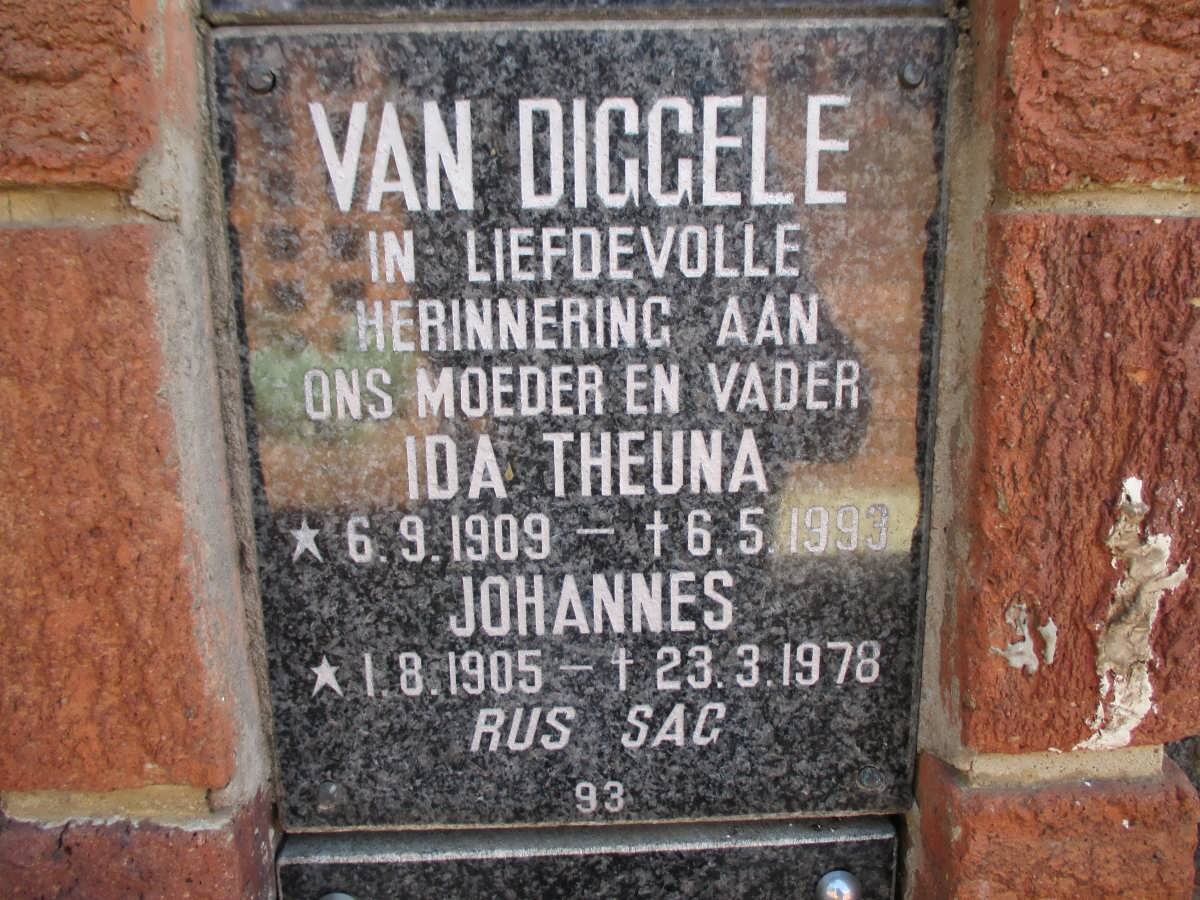 VAN DIGGELE
IN LIEFDEVOLLE
HERINNERING AAN
ONS MOEDER EN VADER
IDA THEUNA
★ 6.9.1909 – †6.5.1993
JOHANNES
★ 1.8.1905 – † 23.3.1978
RUS SAG
93